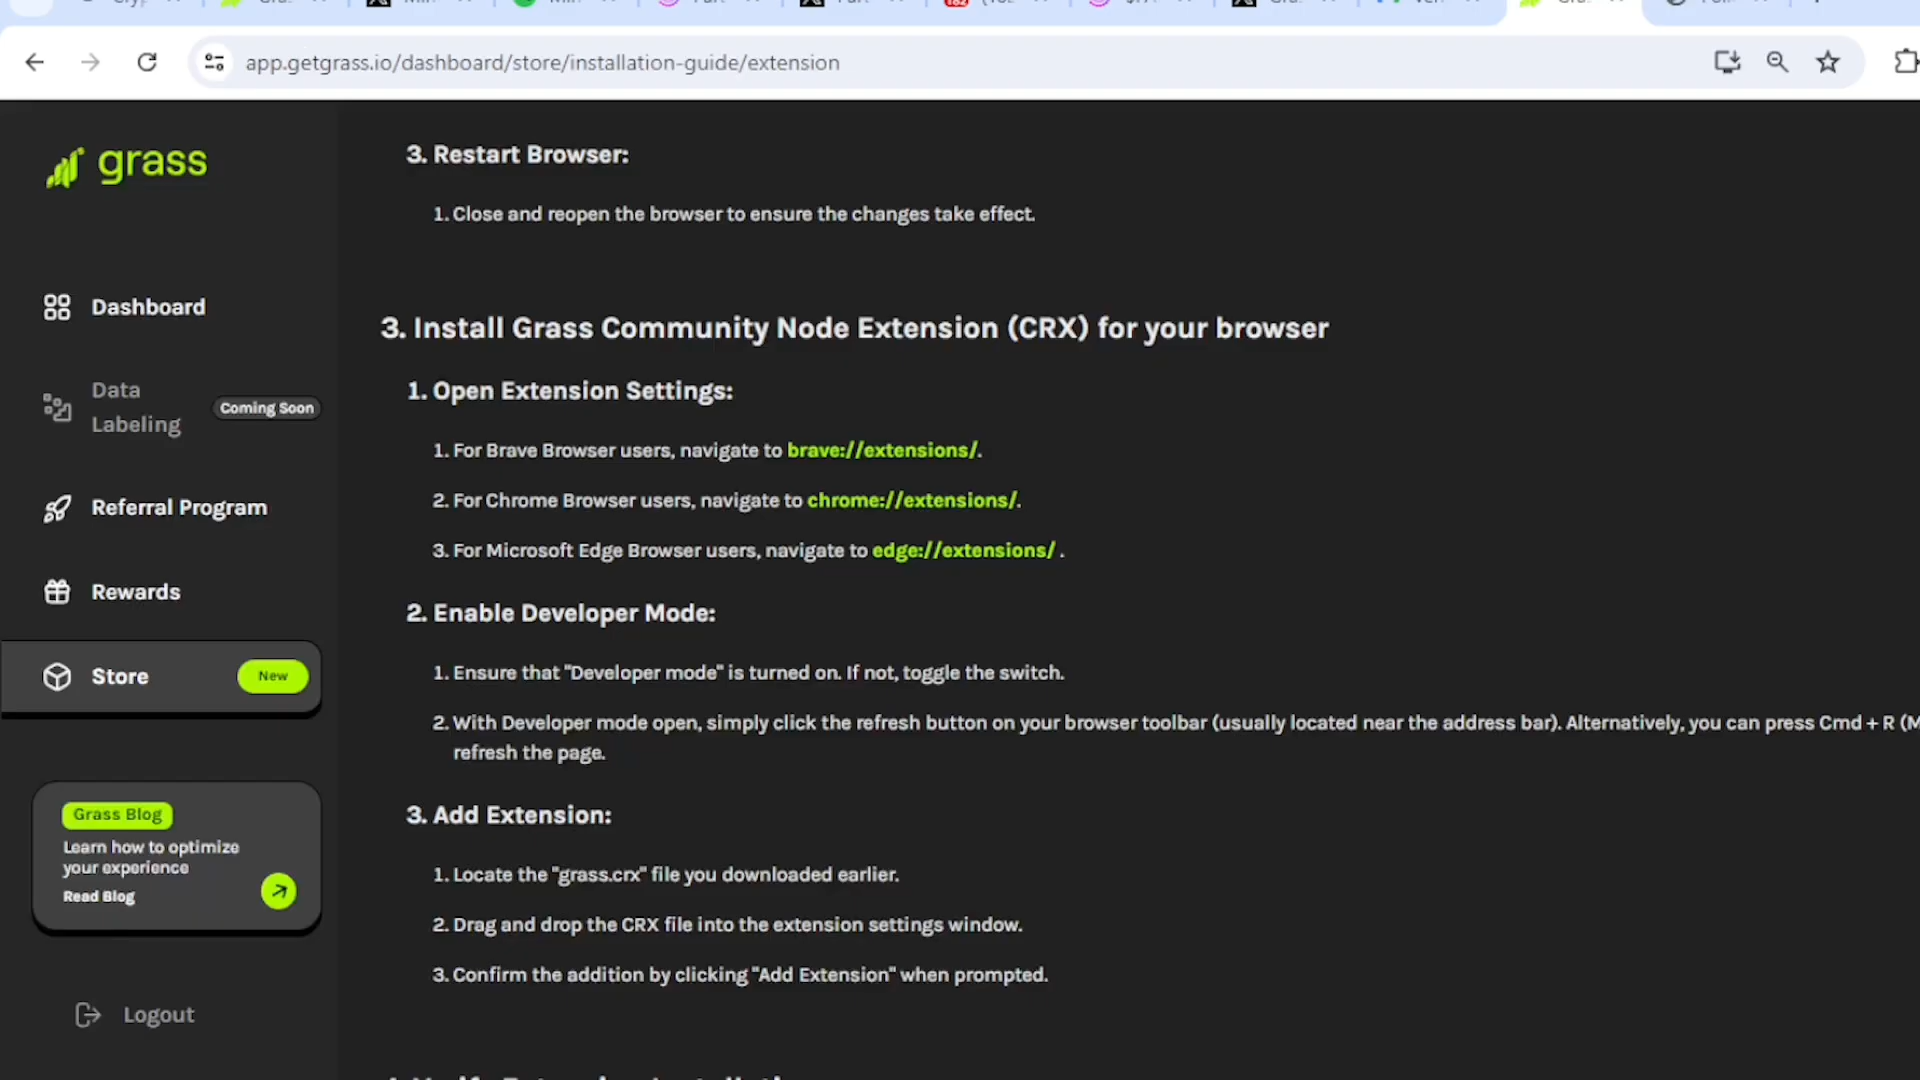 app.getgrass.io/dashboard/store/installation-guide/extension
grass
Dashboard
Data
Labeling
Coming Soon
Referral Program
Rewards
Store
New
Grass Blog
Learn how to optimize
your experience
Read Blog
Logout
3. Restart Browser:
1. Close and reopen the browser to ensure the changes take effect.
3. Install Grass Community Node Extension (CRX) for your browser
1. Open Extension Settings:
1. For Brave Browser users, navigate to brave://extensions/.
2. For Chrome Browser users, navigate to chrome://extensions/.
3. For Microsoft Edge Browser users, navigate to edge://extensions/ .
2. Enable Developer Mode:
1. Ensure that "Developer mode" is turned on. If not, toggle the switch.
2. With Developer mode open, simply click the refresh button on your browser toolbar (usually located near the address bar). Alternatively, you can press Cmd + R (M
refresh the page.
3. Add Extension:
1. Locate the "grass.crx" file you downloaded earlier.
2. Drag and drop the CRX file into the extension settings window.
3. Confirm the addition by clicking "Add Extension" when prompted.